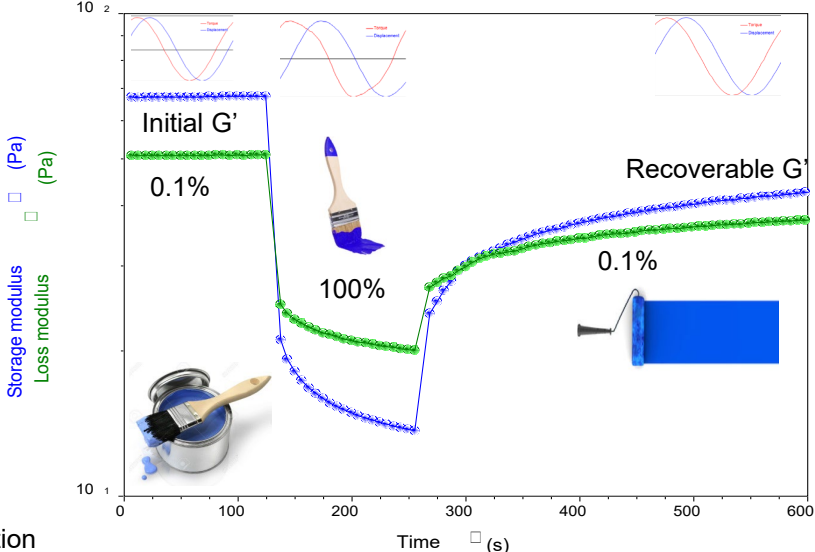 10 2
Torque
Displacement
Torque
Displacement
Torque
Displacement
Initial G’
0.1%
100%
Recoverable G’
0.1%
Storage modulus □ (Pa)
Loss modulus □ (Pa)
10 1
0 100 200 300 400 500 600
Time □ (s)
tion